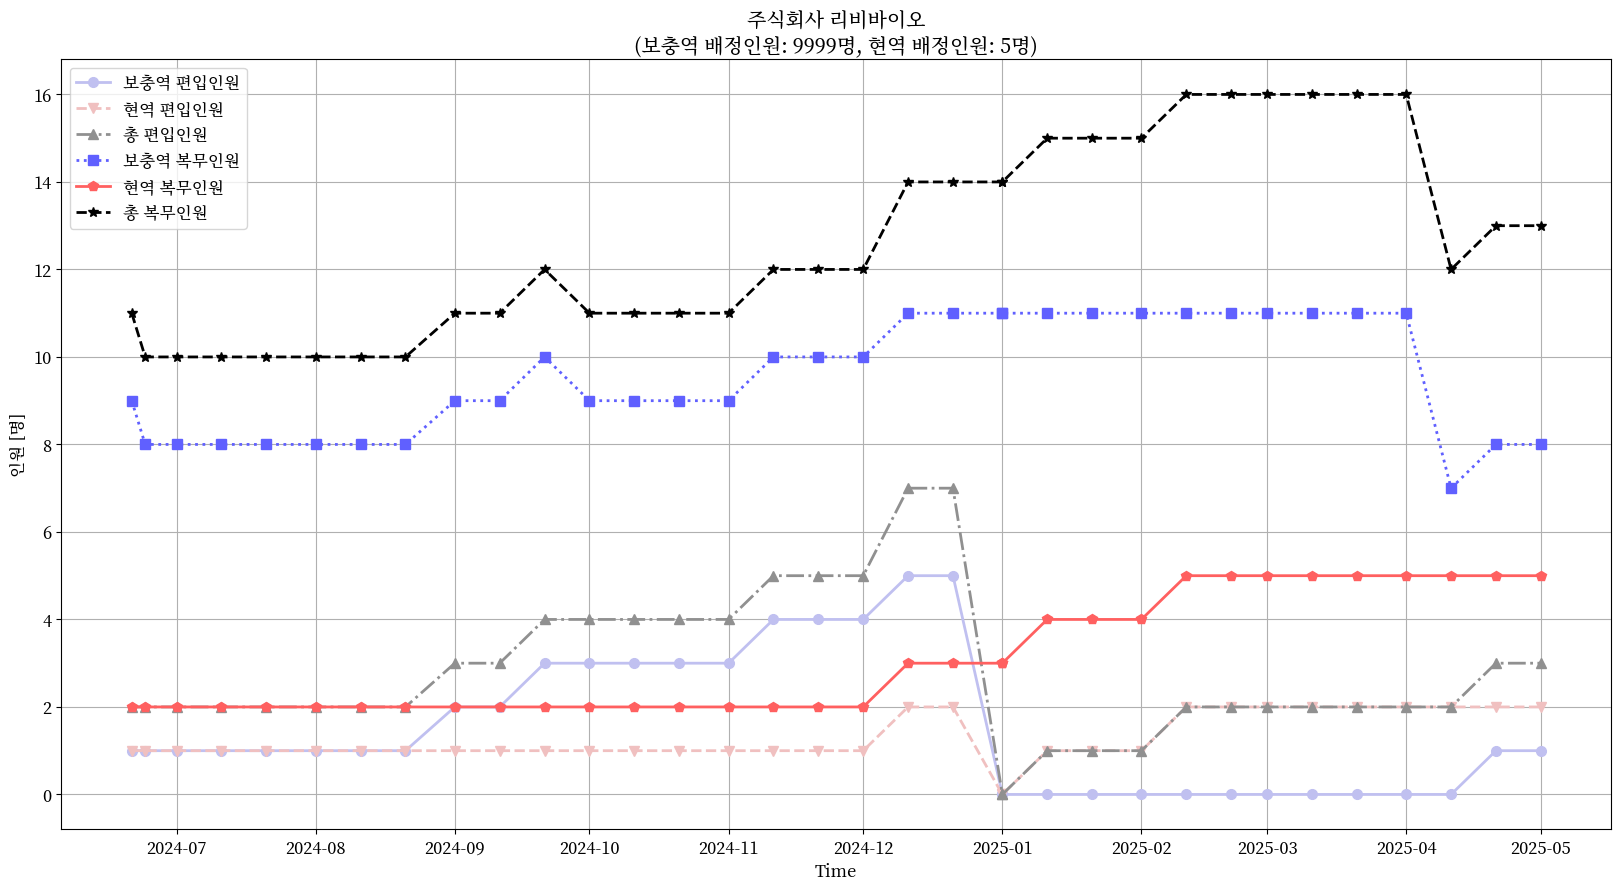 주식회사 리비바이오
(보충역 배정인원: 9999명, 현역 배정인원: 5명)
보충역 편입인원
현역 편입인원
총 편입인원
보충역 복무인원
현역 복무인원
총 복무인원
16
14
12
10
8
6
4
2
0
인원 [명]
2024-07
2024-08
2024-09
2024-10
2024-11
2024-12
2025-01
2025-02
2025-03
2025-04
2025-05
Time